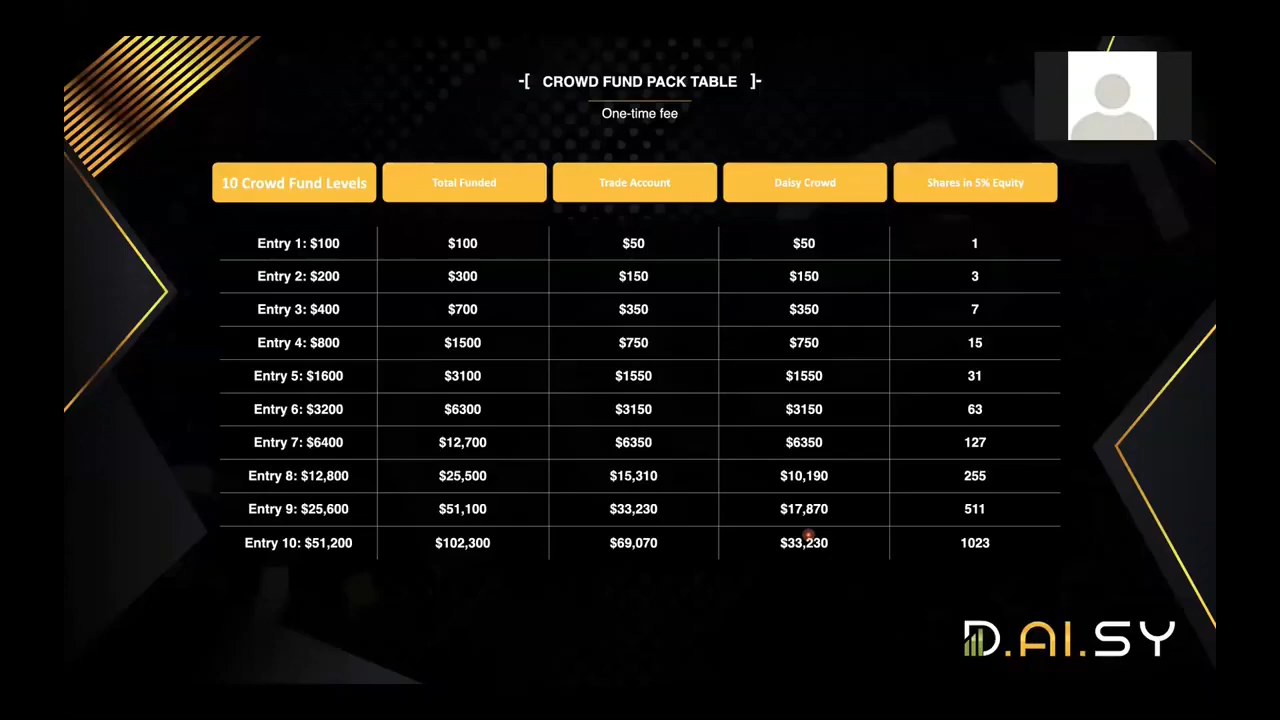 -[ CROWD FUND PACK TABLE ]-
One-time fee
10 Crowd Fund Levels Total Funded Trade Account Daisy Crowd Shares in 5% Equity
Entry 1: $100 $100 $50 $50 1
Entry 2: $200 $300 $150 $150 3
Entry 3: $400 $700 $350 $350 7
Entry 4: $800 $1500 $750 $750 15
Entry 5: $1600 $3100 $1550 $1550 31
Entry 6: $3200 $6300 $3150 $3150 63
Entry 7: $6400 $12,700 $6350 $6350 127
Entry 8: $12,800 $25,500 $15,310 $10,190 255
Entry 9: $25,600 $51,100 $33,230 $17,870 511
Entry 10: $51,200 $102,300 $69,070 $33,230 1023
D.AI.SY